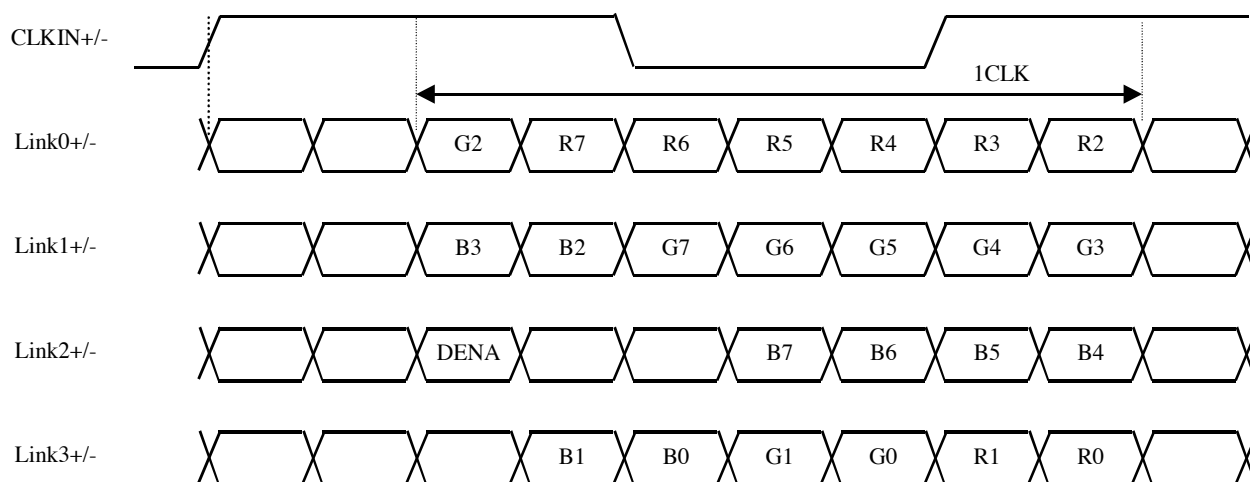 CLKIN+/-
1CLK
Link0+/- G2 R7 R6 R5 R4 R3 R2
Link1+/- B3 B2 G7 G6 G5 G4 G3
Link2+/- DENA B7 B6 B5 B4
Link3+/- B1 B0 G1 G0 R1 R0